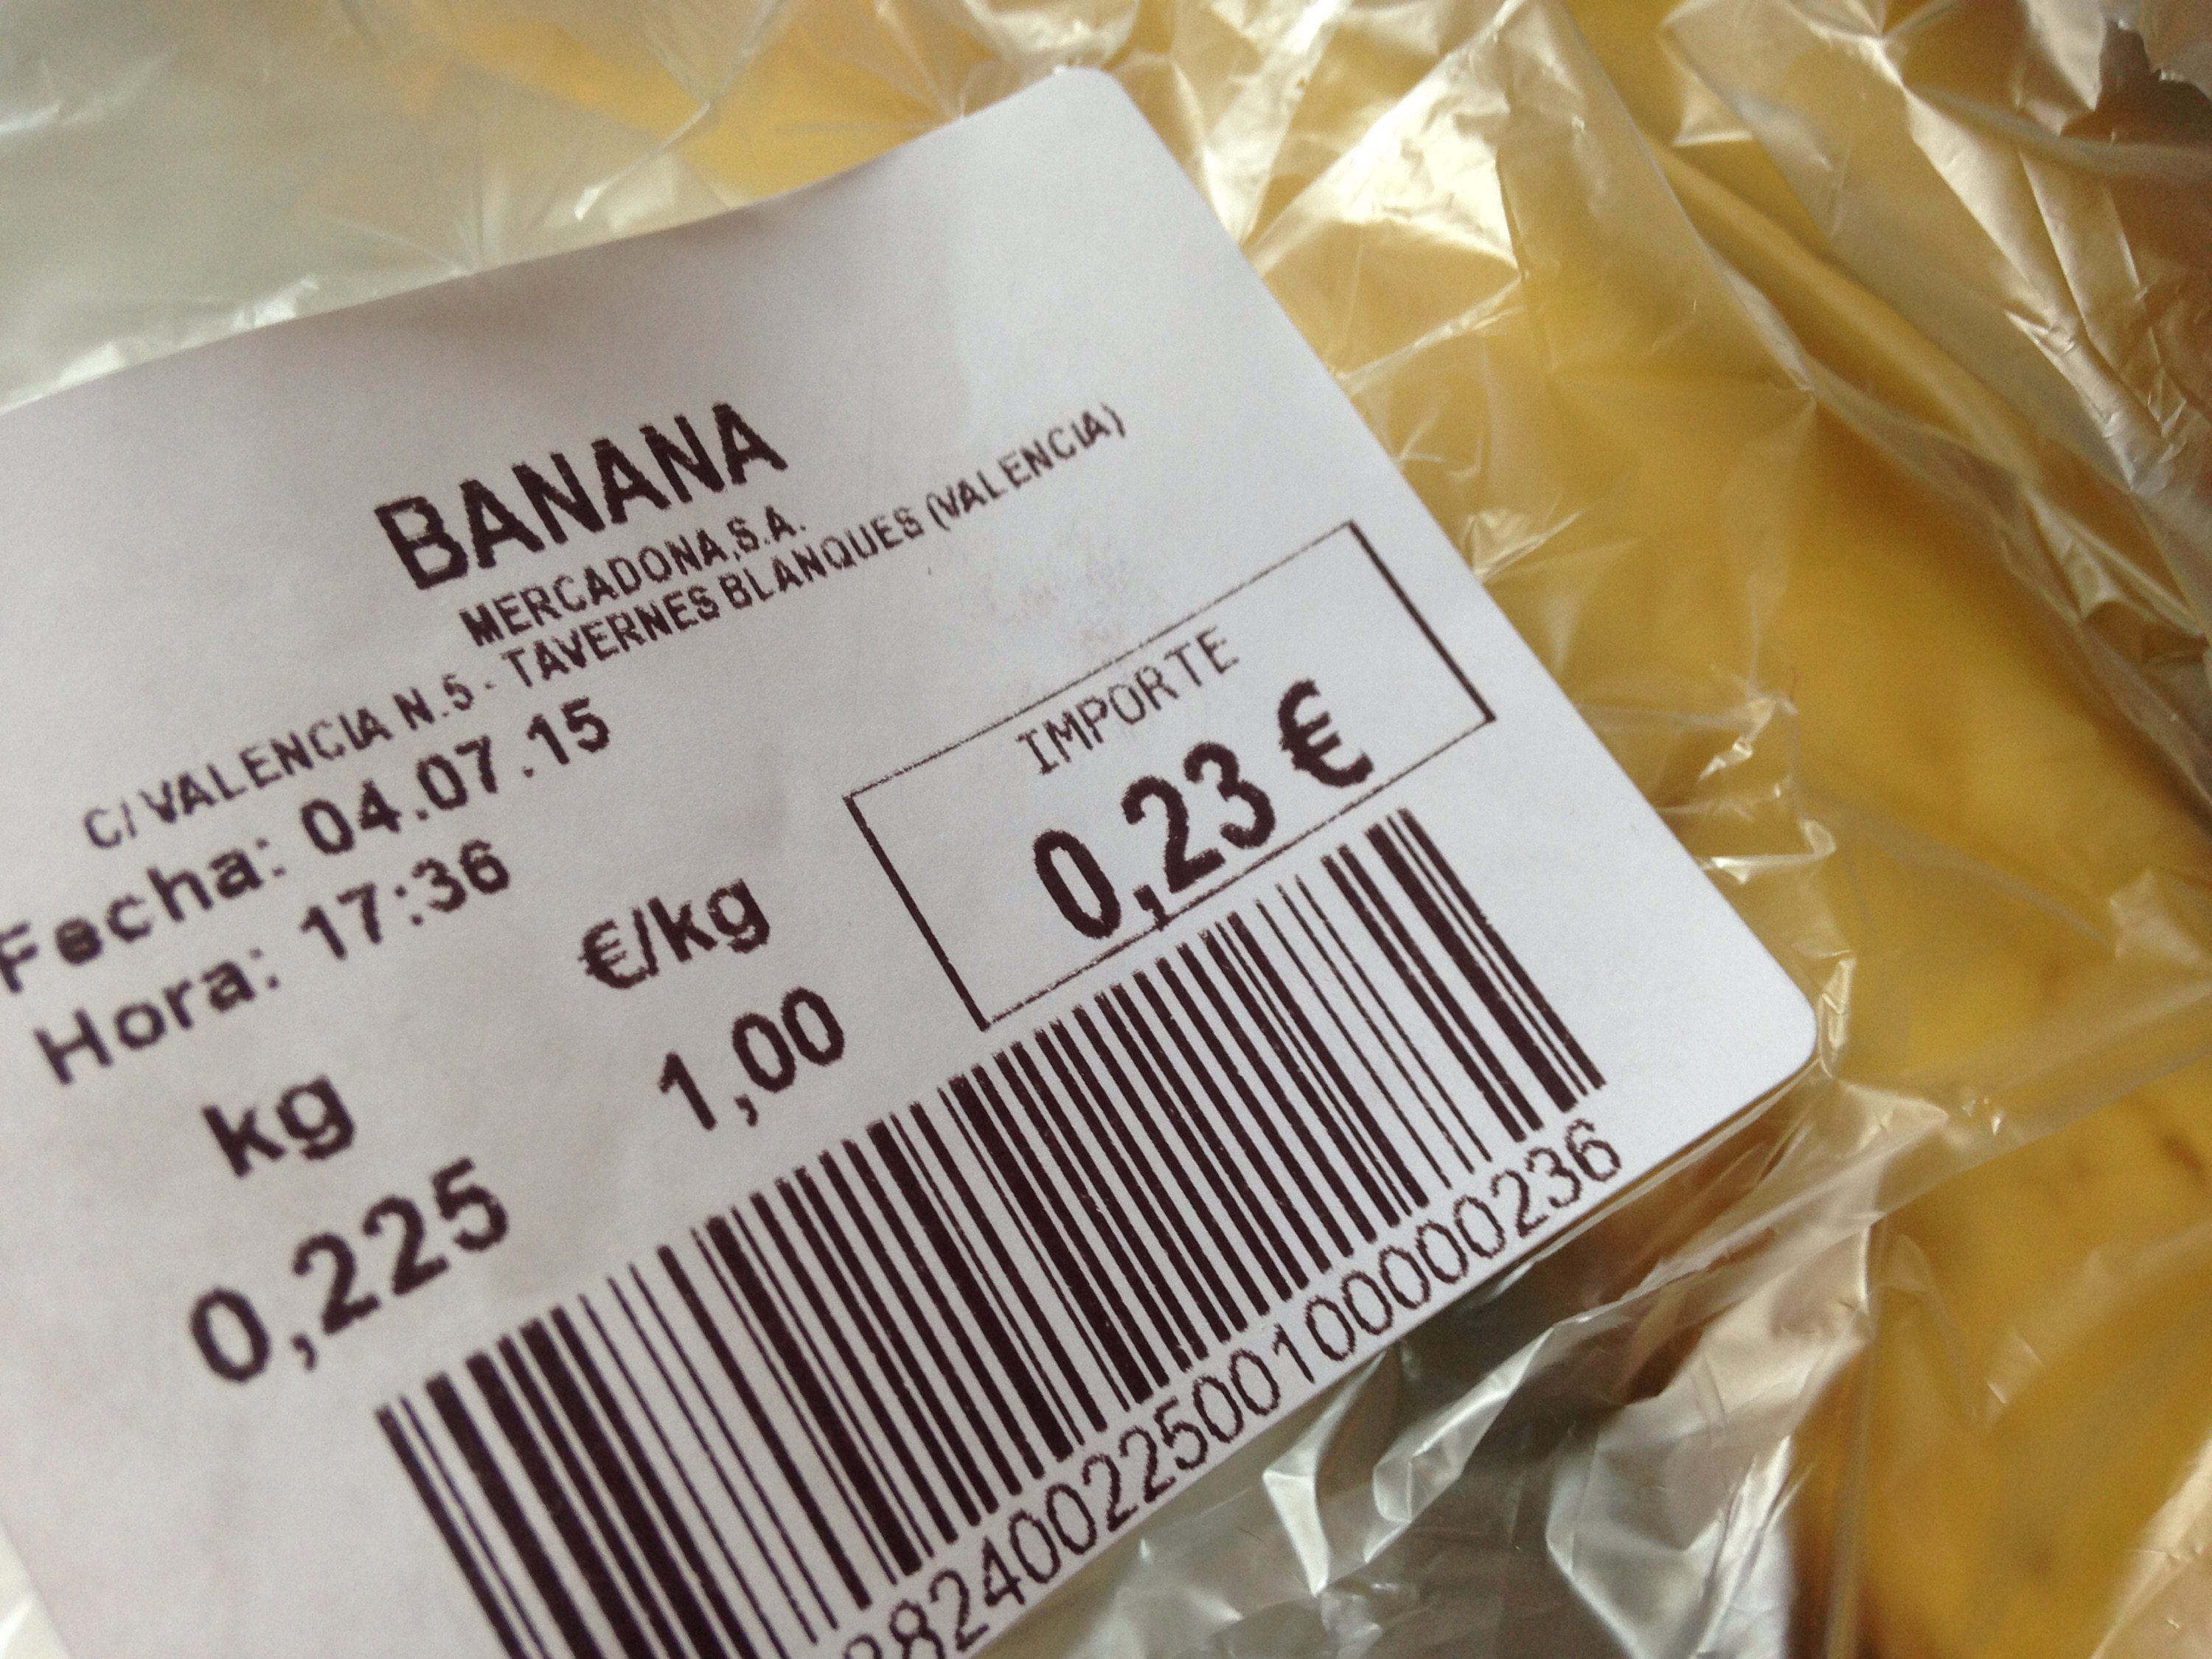 BANANA
MERCADONA,S.A.
C/ VALENCIA N.5 - TAVERNES BLANQUES (VALENCIA)
Fecha: 04.07.15
Hora: 17:36
kg
0,225
€/kg
1,00
IMPORTE
0,23 €
82400225001000000236